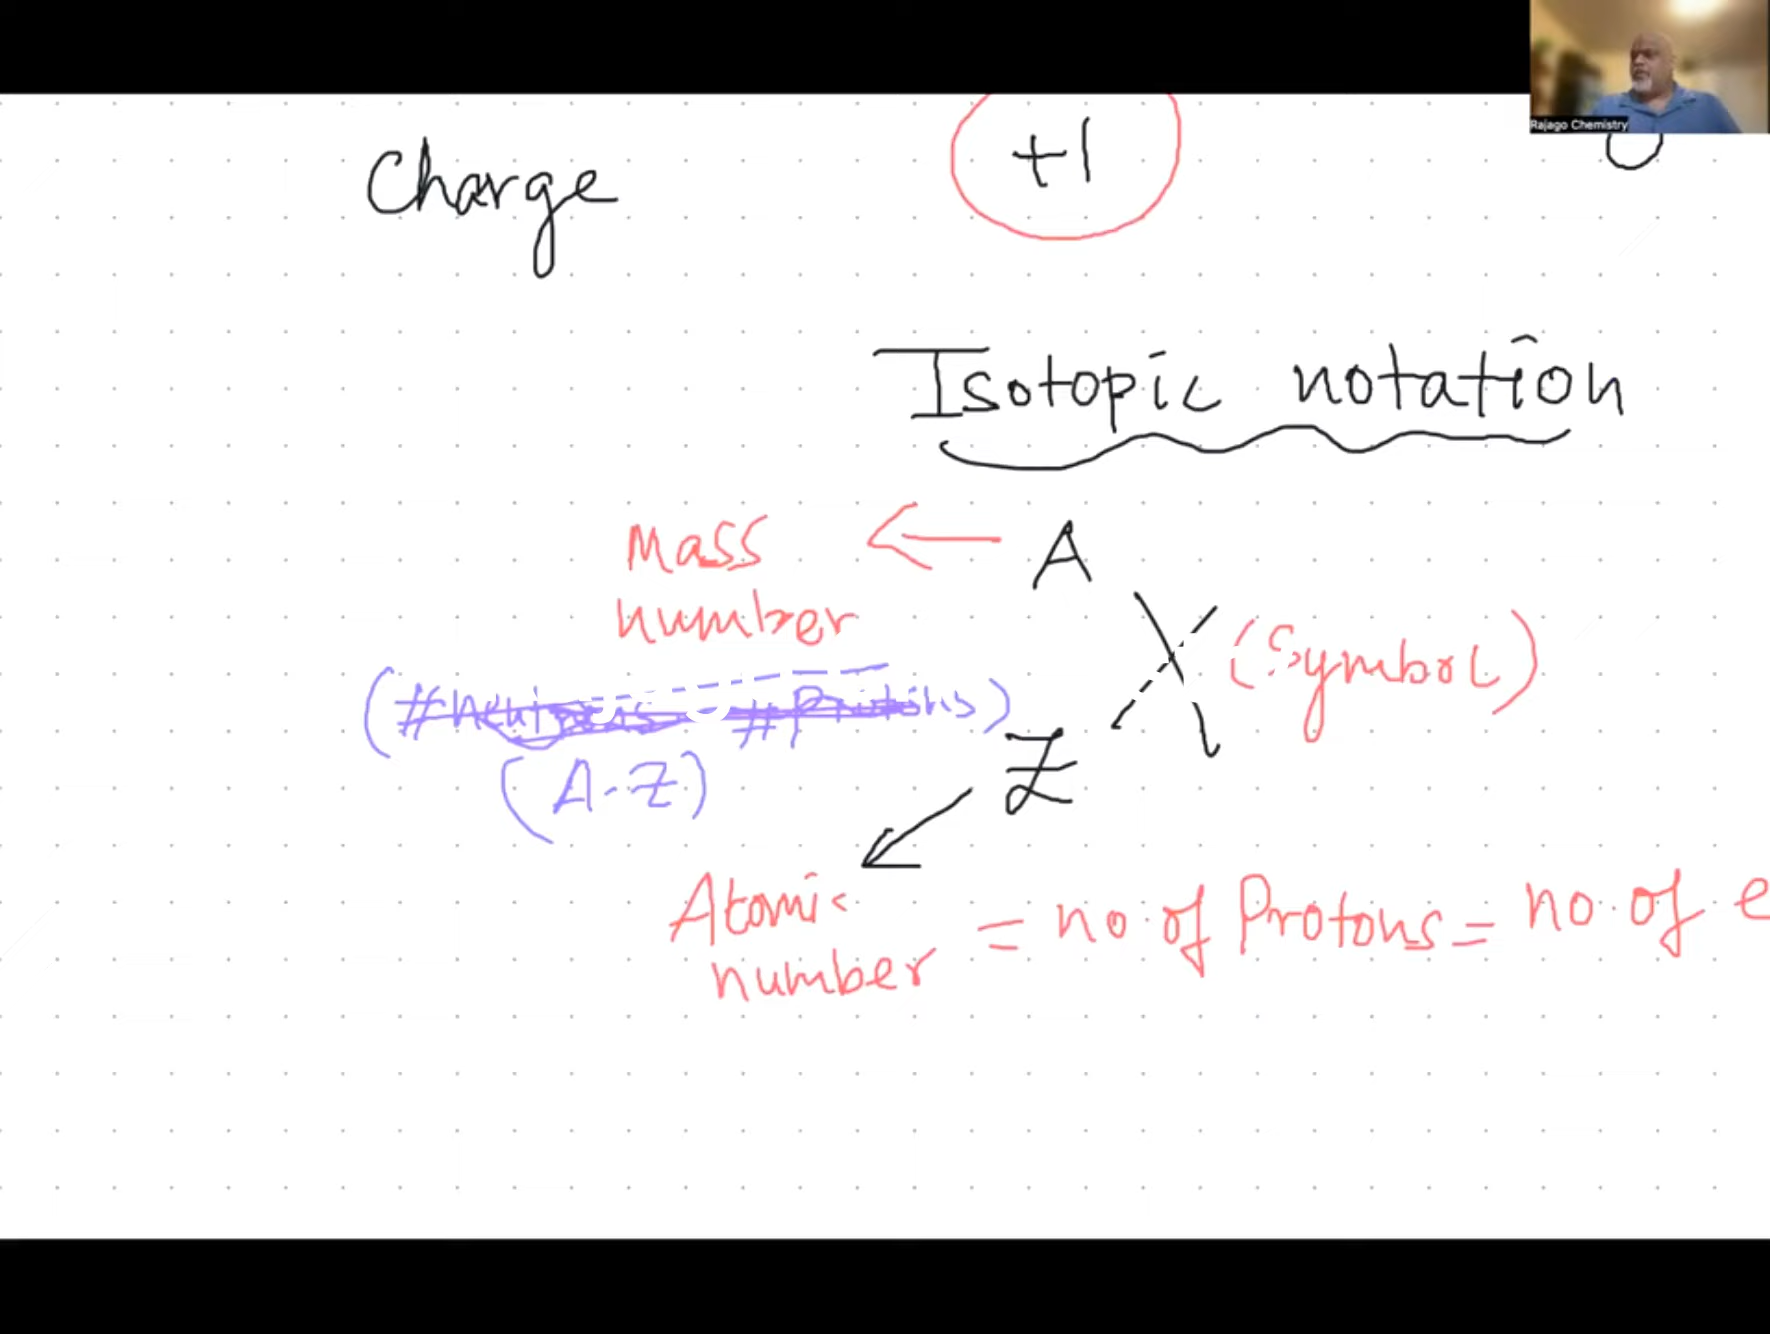 Rajago Chemistry
Charge +1
Isotopic notation
Mass number ← A
X (Symbol)
(A-Z)
Z
Atomic number = no. of Protons = no. of e